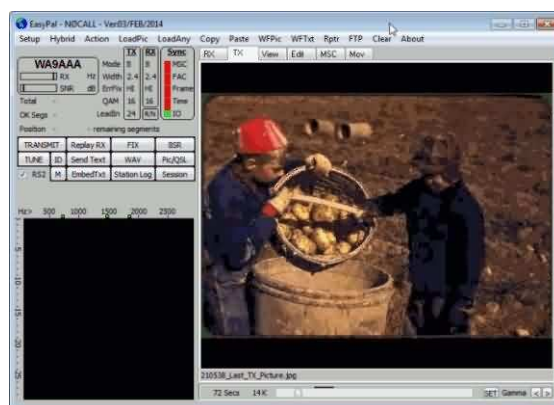 EasyPal - NØCALL - Ver03/FEB/2014
Setup Hybrid Action LoadPic LoadAny Copy Paste WFPic WFTxt Rptr FTP Clear About
TX RX Sync
RX TX View Edit MSC Mov
WA9AAA
Mode B B MSC
RX Hz Width 2.4 2.4 FAC
SNR dB ErrFix HI HI Frame
Total - QAM 16 16 Time
OK Segs - LeadIn 24 IO
Position - - remaining segments
TRANSMIT Replay RX FIX BSR
TUNE ID Send Text WAV Pic/QSL
RS2 M EmbedTxt Station Log Session
Hz> 500 1000 1500 2000 2500
210538_Last_TX_Picture.jpg
72 Secs 14K SET Gamma < >